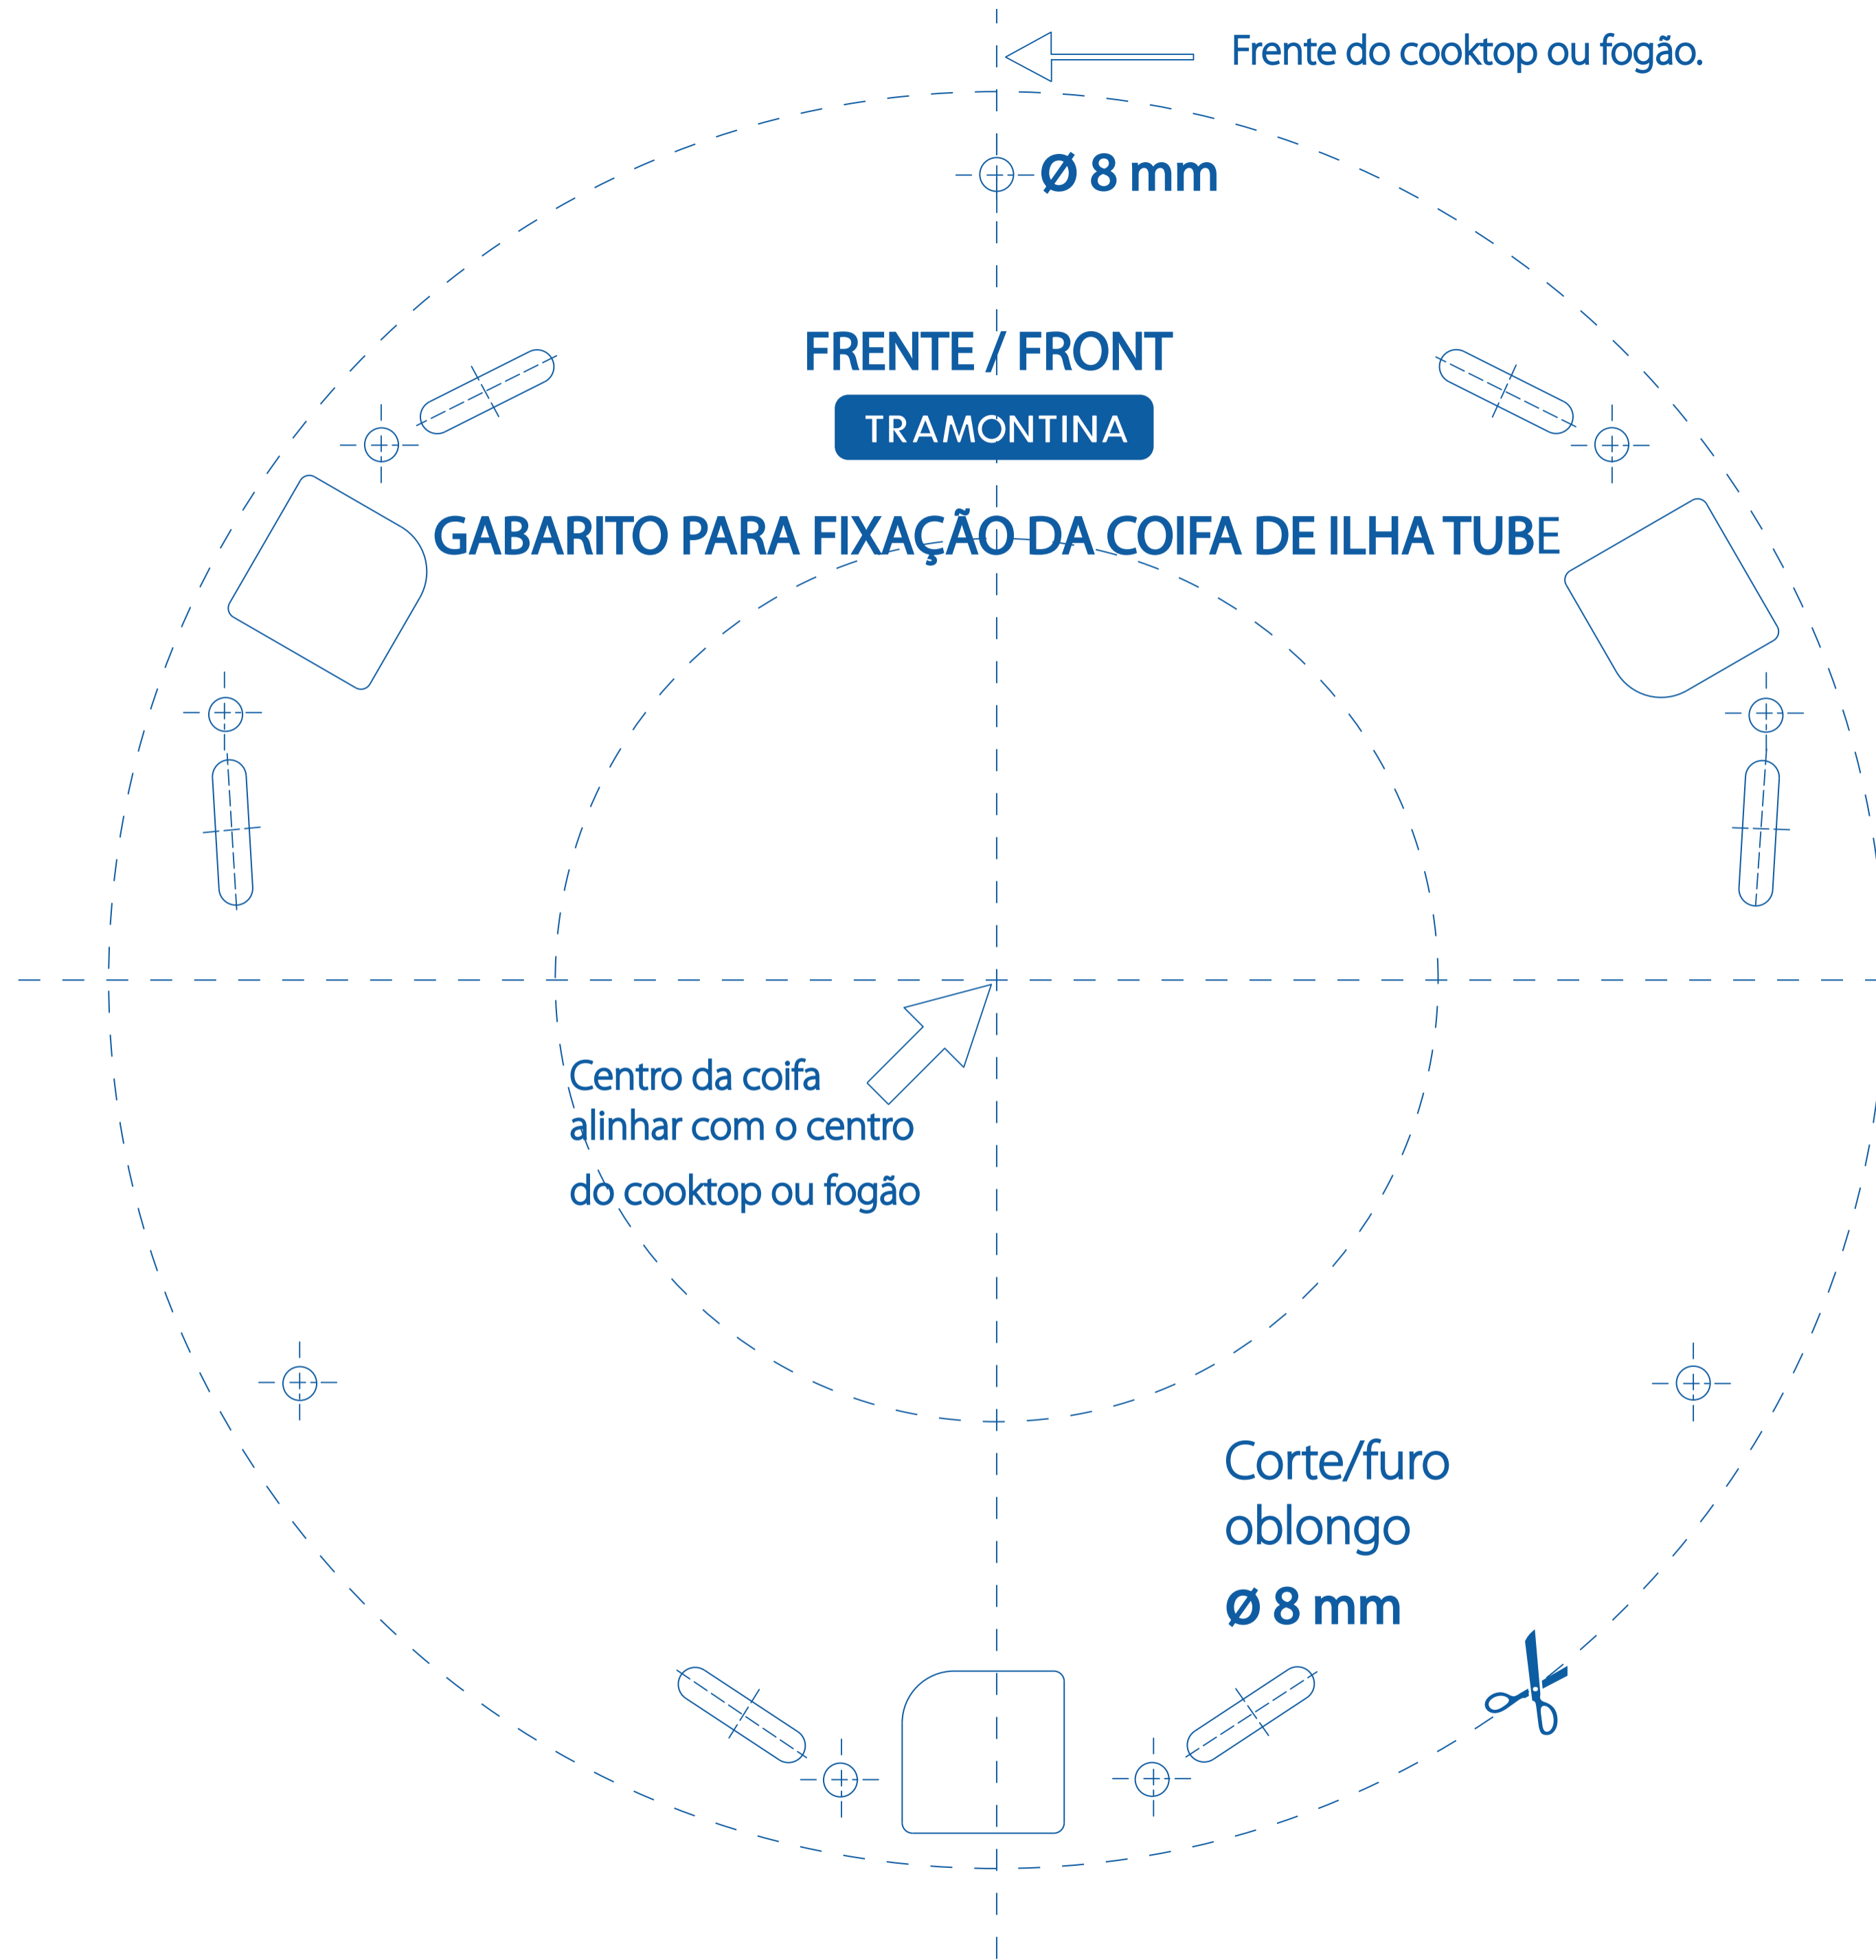 Frente do cooktop ou fogão.
Ø 8 mm
FRENTE / FRONT
TRAMONTINA
GABARITO PARA FIXAÇÃO DA COIFA DE ILHA TUBE
Centro da coifa
alinhar com o centro
do cooktop ou fogão
Corte/furo
oblongo
Ø 8 mm